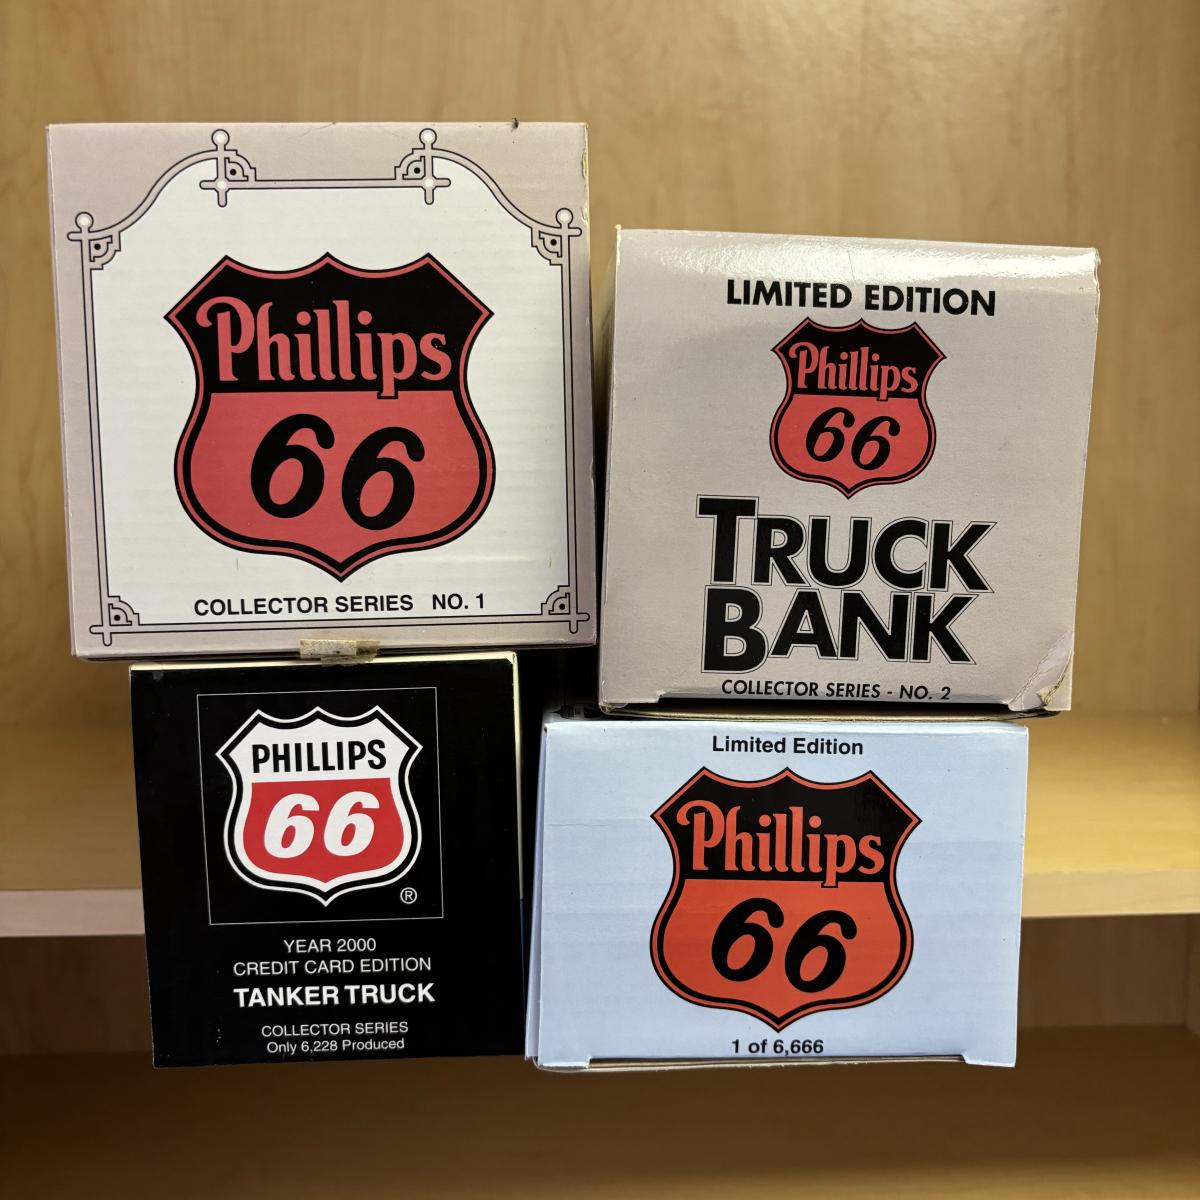 Phillips
66
COLLECTOR SERIES NO. 1
LIMITED EDITION
Phillips
66
TRUCK
BANK
COLLECTOR SERIES - NO. 2
PHILLIPS
66
®
YEAR 2000
CREDIT CARD EDITION
TANKER TRUCK
COLLECTOR SERIES
Only 6,228 Produced
Limited Edition
Phillips
66
1 of 6,666